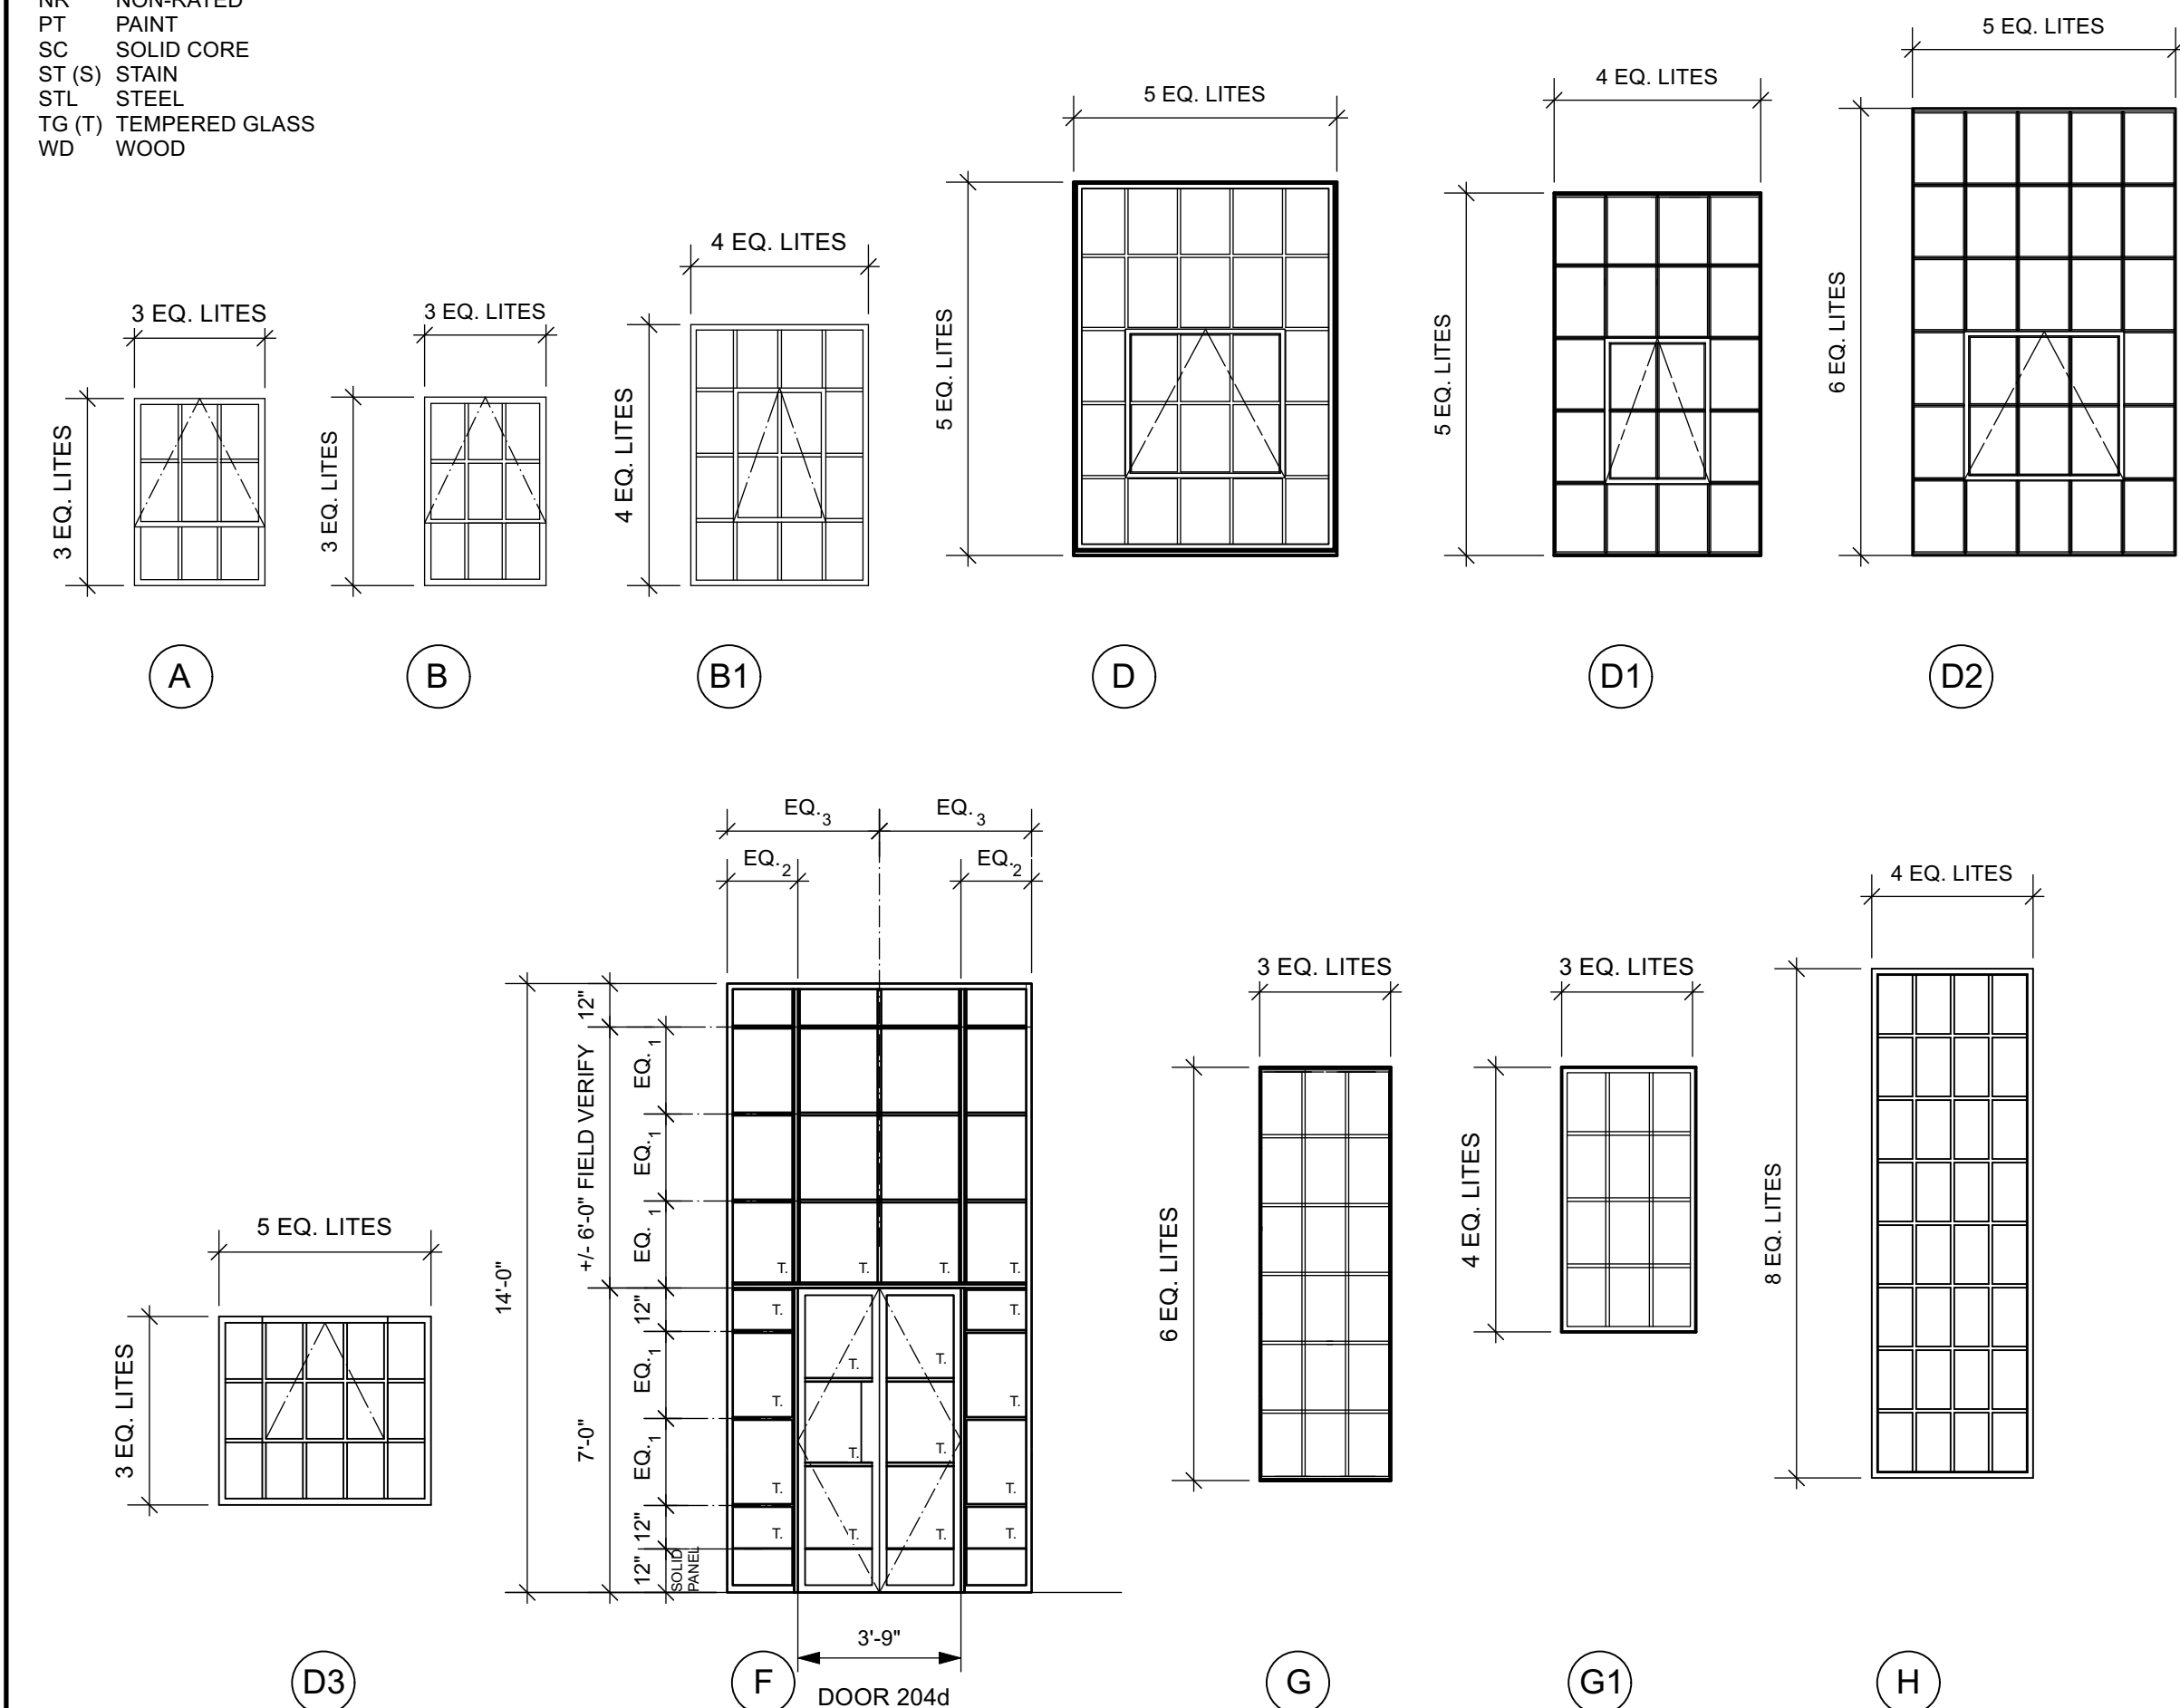 NR NON-RATED
PT PAINT
SC SOLID CORE
ST (S) STAIN
STL STEEL
TG (T) TEMPERED GLASS
WD WOOD
3 EQ. LITES
3 EQ. LITES
A
3 EQ. LITES
3 EQ. LITES
B
4 EQ. LITES
4 EQ. LITES
B1
5 EQ. LITES
5 EQ. LITES
D
4 EQ. LITES
5 EQ. LITES
D1
5 EQ. LITES
6 EQ. LITES
D2
5 EQ. LITES
3 EQ. LITES
D3
EQ.3
EQ.3
EQ.2
EQ.2
14'-0"
12"
+/- 6'-0" FIELD VERIFY
7'-0"
EQ. 1
EQ. 1
EQ. 1
12"
EQ. 1
EQ. 1
12"
12"
SOLID
PANEL
T. T. T. T.
T. T.
T. T.
T. T.
T. T.
T. T.
T. T. T. T.
3'-9"
F
DOOR 204d
3 EQ. LITES
6 EQ. LITES
G
3 EQ. LITES
4 EQ. LITES
G1
4 EQ. LITES
8 EQ. LITES
H